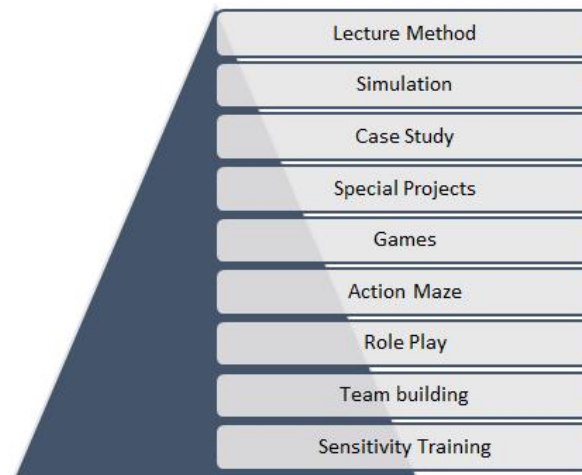 Lecture Method
Simulation
Case Study
Special Projects
Games
Action Maze
Role Play
Team building
Sensitivity Training